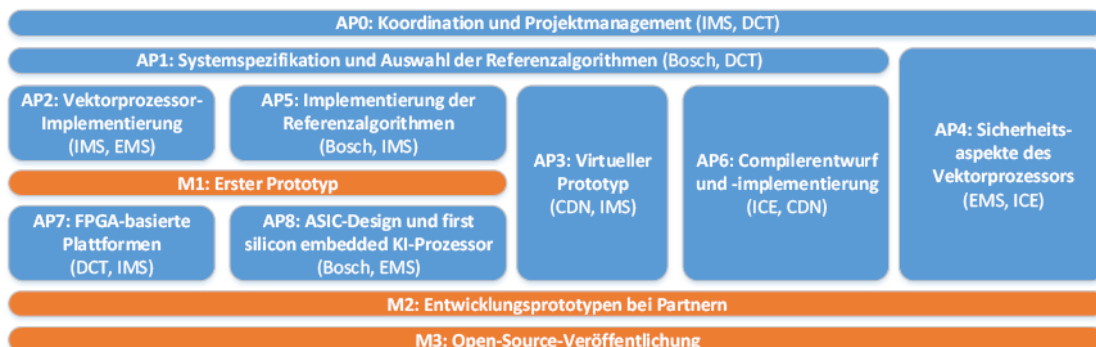 AP0: Koordination und Projektmanagement (IMS, DCT)
AP1: Systemspezifikation und Auswahl der Referenzalgorithmen (Bosch, DCT)
AP2: Vektorprozessor-
Implementierung
(IMS, EMS)
AP5: Implementierung der
Referenzalgorithmen
(Bosch, IMS)
M1: Erster Prototyp
AP7: FPGA-basierte
Plattformen
(DCT, IMS)
AP8: ASIC-Design und first
silicon embedded KI-Prozessor
(Bosch, EMS)
AP3: Virtueller
Prototyp
(CDN, IMS)
AP6: Compilerentwurf
und -implementierung
(ICE, CDN)
AP4: Sicherheits-
aspekte des
Vektorprozessors
(EMS, ICE)
M2: Entwicklungsprototypen bei Partnern
M3: Open-Source-Veröffentlichung